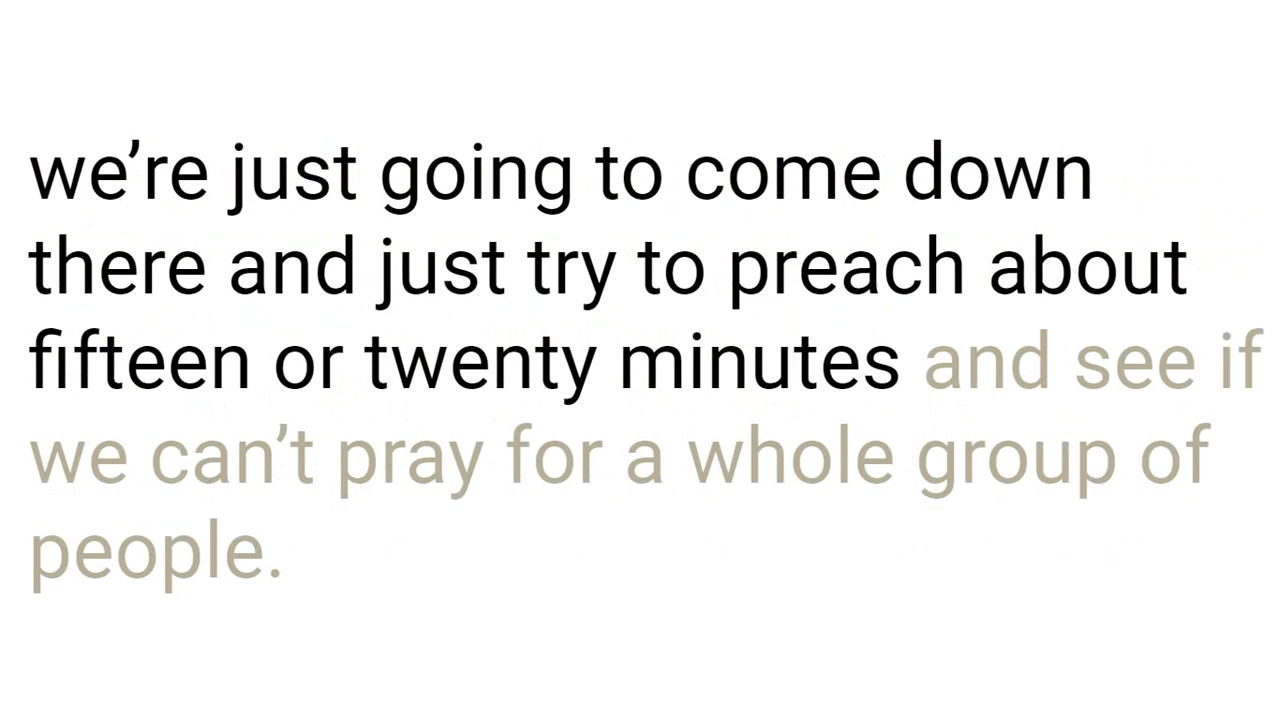 we’re just going to come down
there and just try to preach about
fifteen or twenty minutes and see if
we can’t pray for a whole group of
people.